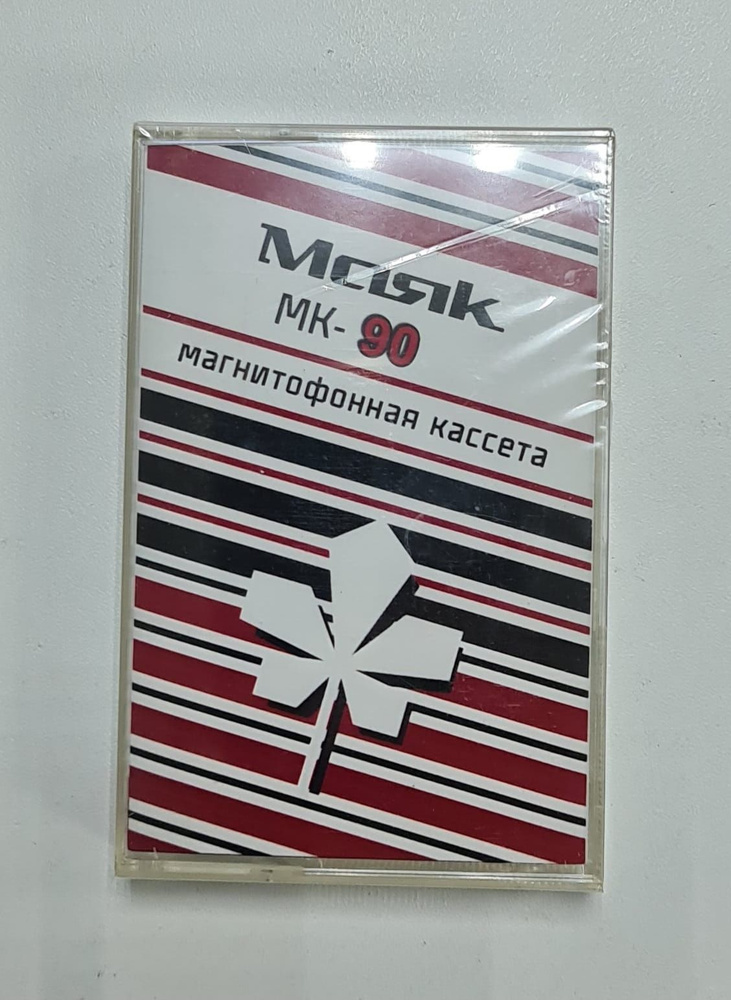 Маяк
МК- 90
магнитофонная кассета